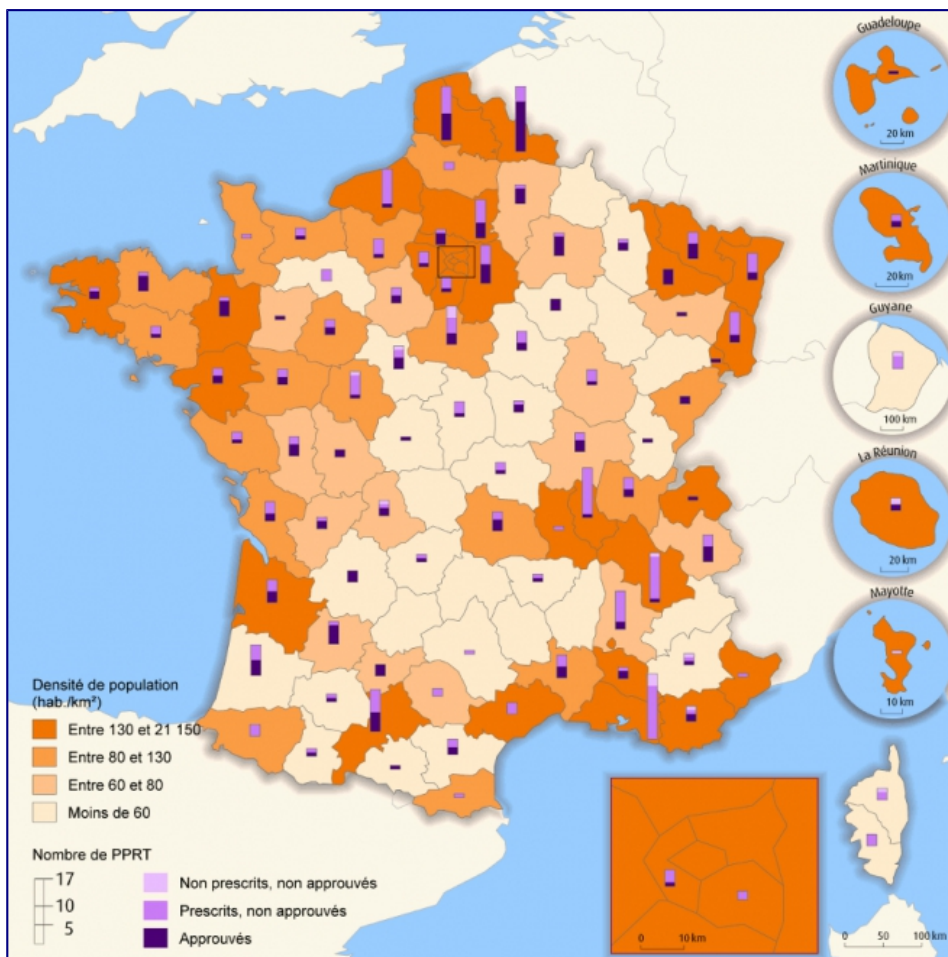 Guadeloupe
20 km
Martinique
20 km
Guyane
100 km
La Réunion
20 km
Mayotte
10 km
Densité de population
(hab./km²)
Entre 130 et 21 150
Entre 80 et 130
Entre 60 et 80
Moins de 60
Nombre de PPRT
17
10
5
Non prescrits, non approuvés
Prescrits, non approuvés
Approuvés
0 10 km
0 50 100 km